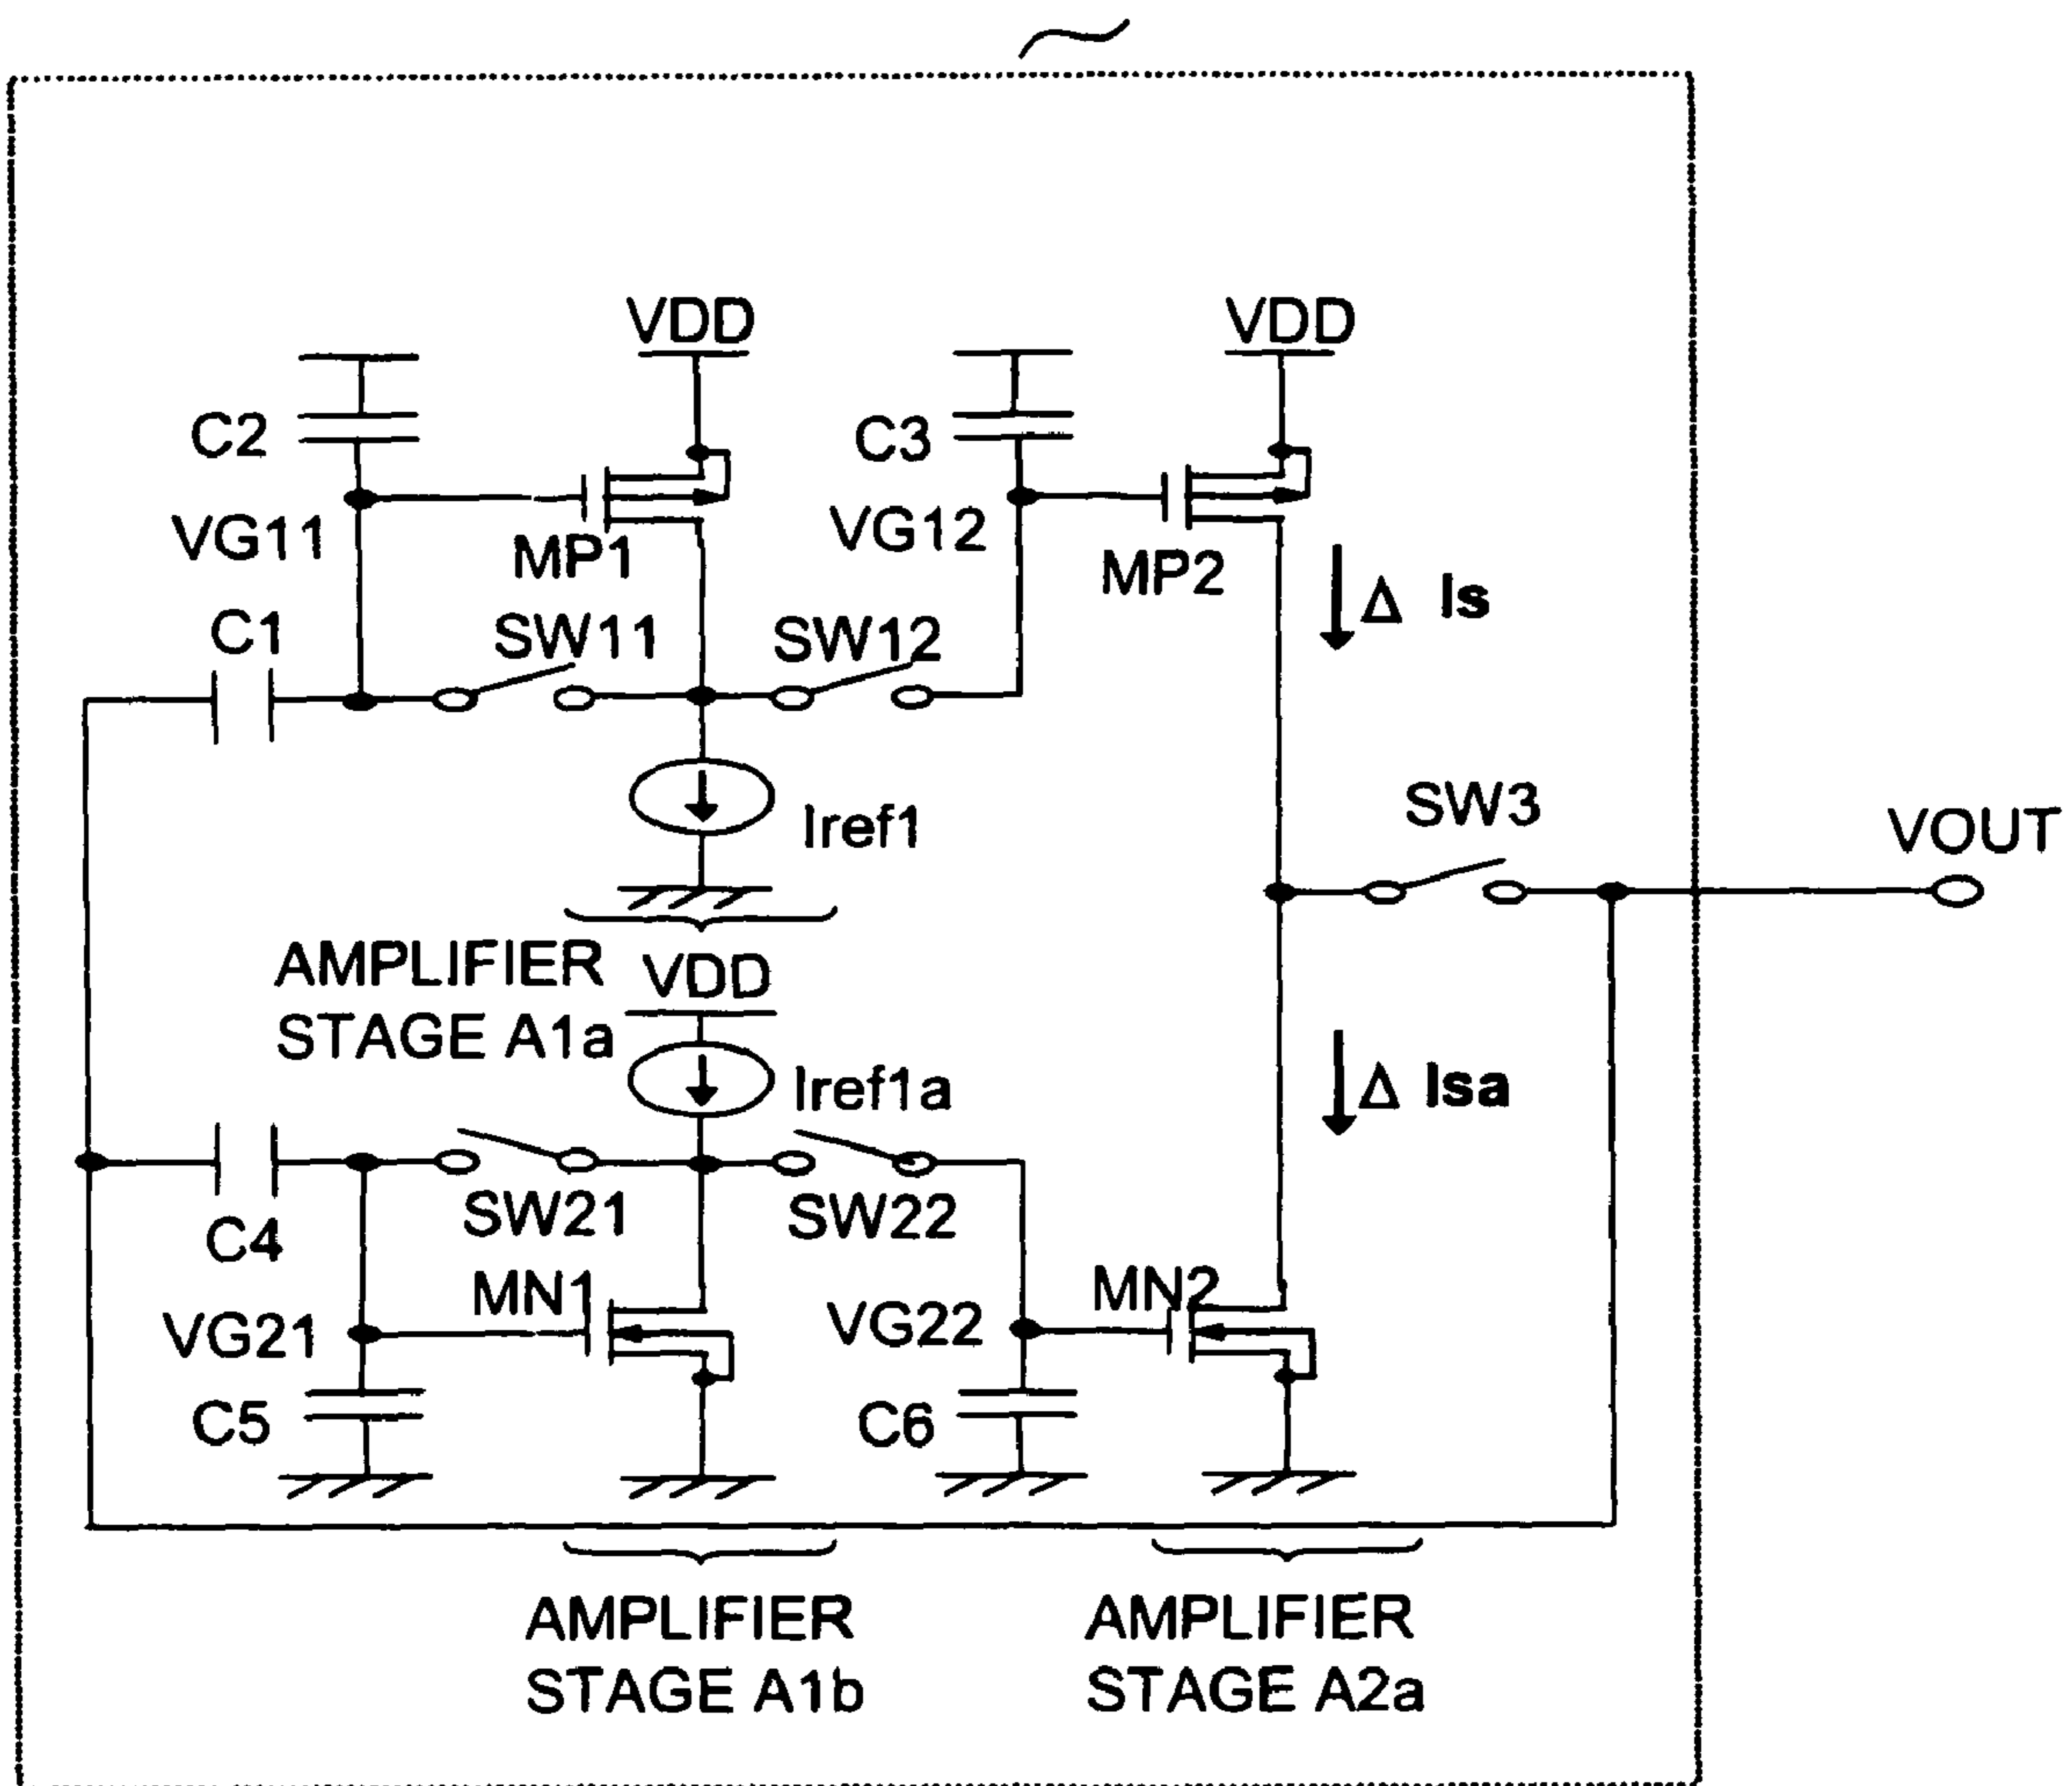 VDD
VDD
C2
C3
VG11
VG12
MP1
MP2
Δ Is
C1
SW11
SW12
Iref1
SW3
VOUT
AMPLIFIER
STAGE A1a
VDD
Iref1a
Δ Isa
C4
SW21
SW22
MN1
MN2
VG21
VG22
C5
C6
AMPLIFIER
STAGE A1b
AMPLIFIER
STAGE A2a